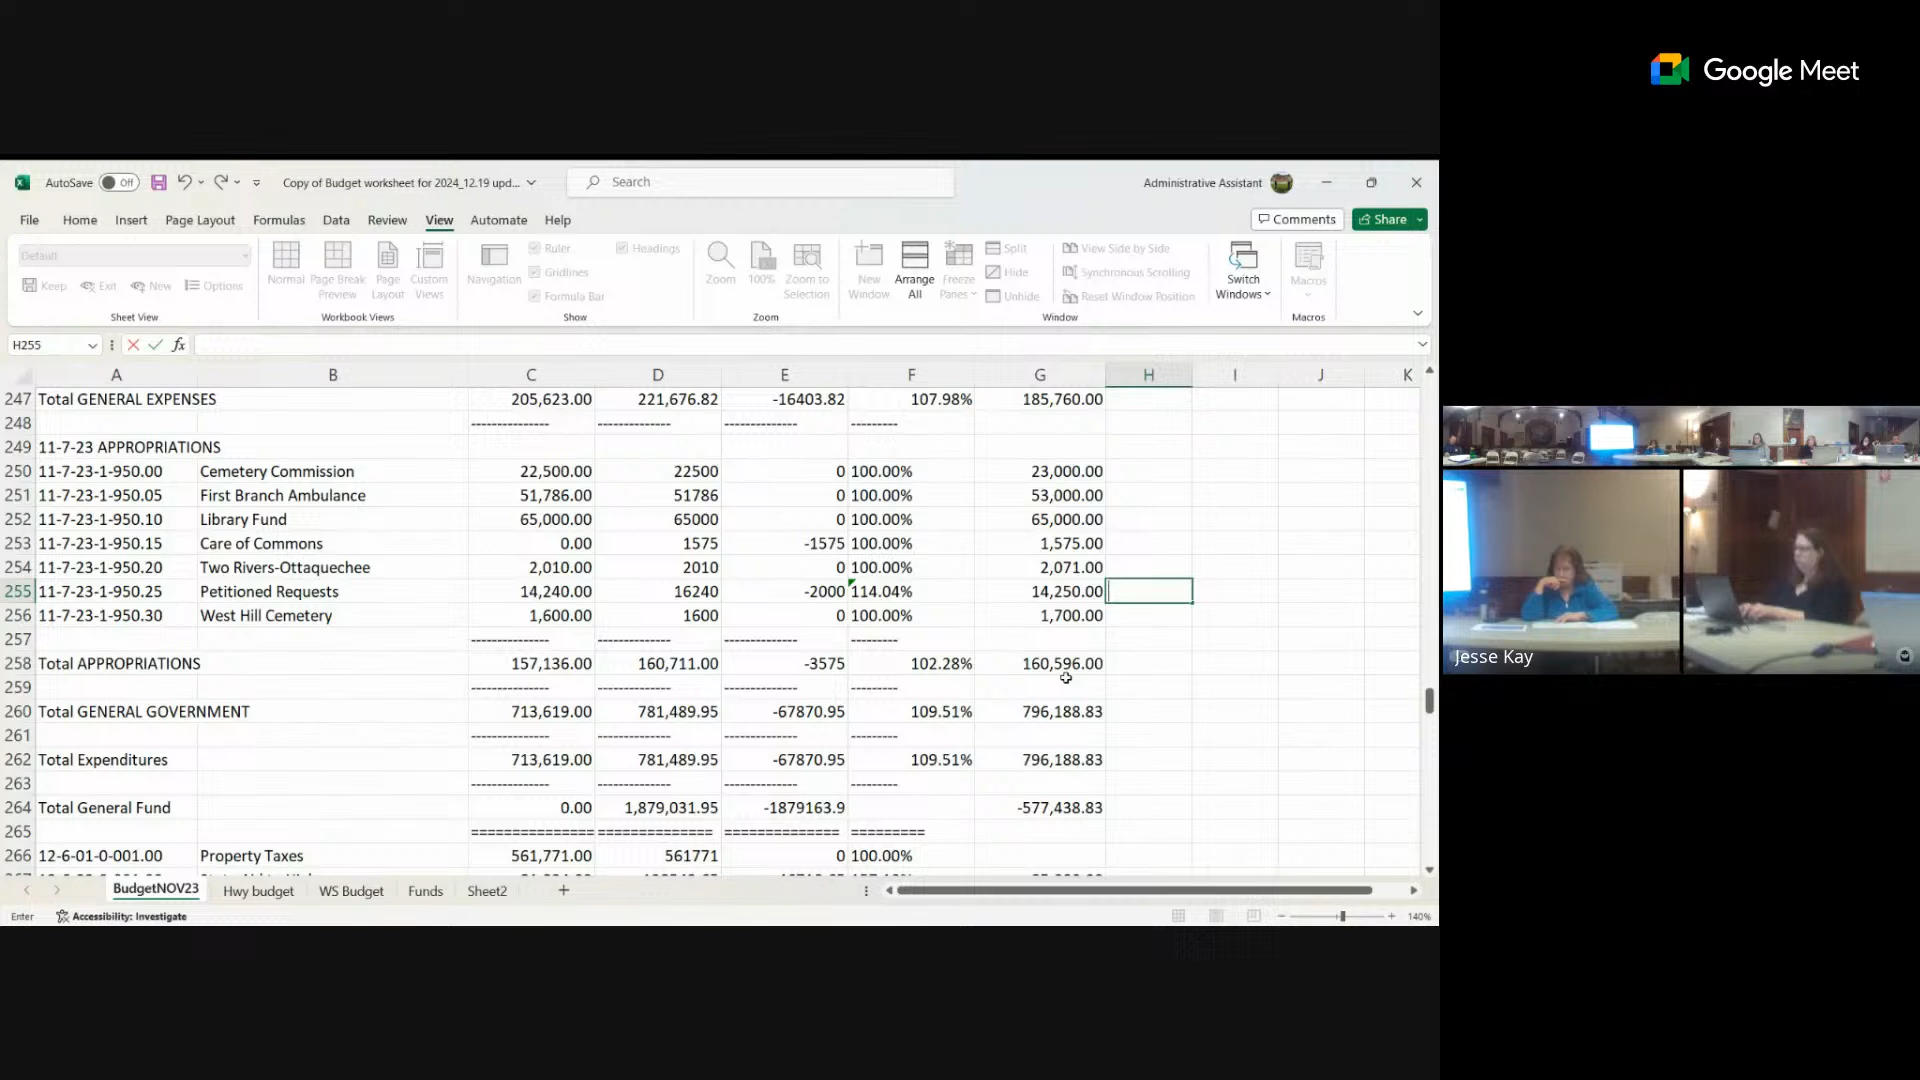 Google Meet
AutoSave Off Copy of Budget worksheet for 2024_12.19 upd... Search Administrative Assistant
File Home Insert Page Layout Formulas Data Review View Automate Help Comments Share
Default
Keep Exit New Options
Sheet View
Normal Page Break Preview Page Layout Custom Views
Workbook Views
Navigation Ruler Gridlines Formula Bar Headings
Show
Zoom 100% Zoom to Selection
Zoom
New Window Arrange All Freeze Panes Split Hide Unhide View Side by Side Synchronous Scrolling Reset Window Position Switch Windows
Window
Macros
Macros
H255 fx
A B C D E F G H I J K
247 Total GENERAL EXPENSES 205,623.00 221,676.82 -16403.82 107.98% 185,760.00
248 --------------- -------------- -------------- ---------
249 11-7-23 APPROPRIATIONS
250 11-7-23-1-950.00 Cemetery Commission 22,500.00 22500 0 100.00% 23,000.00
251 11-7-23-1-950.05 First Branch Ambulance 51,786.00 51786 0 100.00% 53,000.00
252 11-7-23-1-950.10 Library Fund 65,000.00 65000 0 100.00% 65,000.00
253 11-7-23-1-950.15 Care of Commons 0.00 1575 -1575 100.00% 1,575.00
254 11-7-23-1-950.20 Two Rivers-Ottaquechee 2,010.00 2010 0 100.00% 2,071.00
255 11-7-23-1-950.25 Petitioned Requests 14,240.00 16240 -2000 114.04% 14,250.00
256 11-7-23-1-950.30 West Hill Cemetery 1,600.00 1600 0 100.00% 1,700.00
257 --------------- -------------- -------------- ---------
258 Total APPROPRIATIONS 157,136.00 160,711.00 -3575 102.28% 160,596.00
259 --------------- -------------- -------------- ---------
260 Total GENERAL GOVERNMENT 713,619.00 781,489.95 -67870.95 109.51% 796,188.83
261 --------------- -------------- -------------- ---------
262 Total Expenditures 713,619.00 781,489.95 -67870.95 109.51% 796,188.83
263 --------------- -------------- -------------- ---------
264 Total General Fund 0.00 1,879,031.95 -1879163.9 -577,438.83
265 =============== ============== ============== =========
266 12-6-01-0-001.00 Property Taxes 561,771.00 561771 0 100.00%
BudgetNOV23 Hwy budget WS Budget Funds Sheet2
Enter Accessibility: Investigate 140%
Jesse Kay